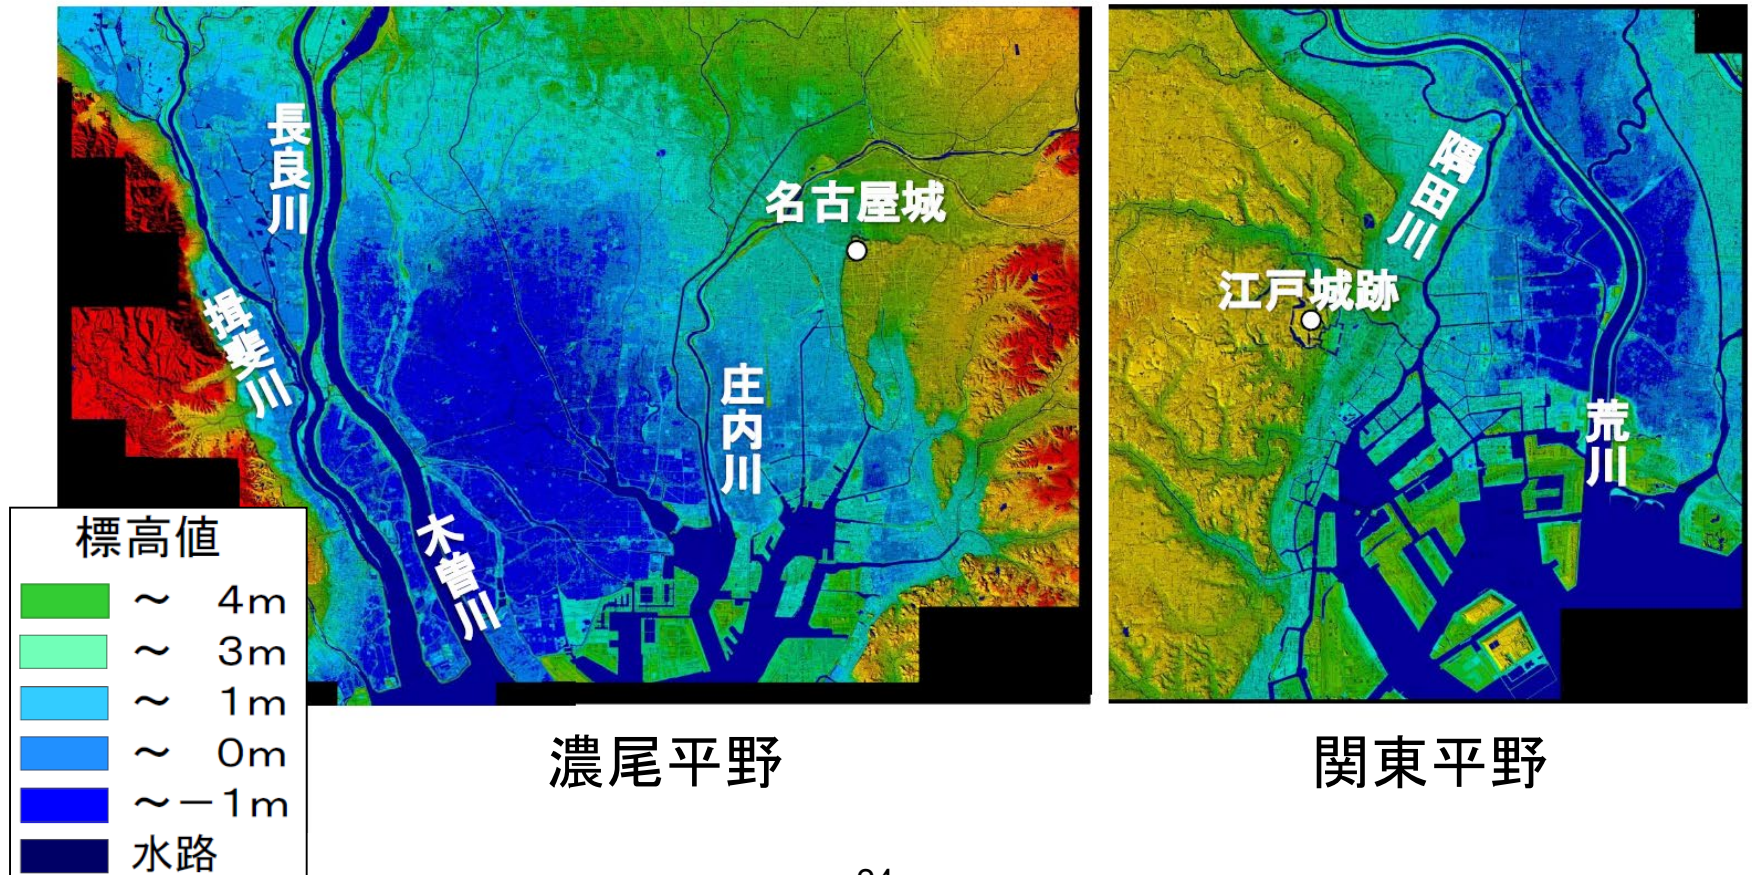 長良川
揖斐川
木曽川
名古屋城
庄内川
隅田川
江戸城跡
荒川
標高値
～ 4m
～ 3m
～ 1m
～ 0m
～－1m
水路
濃尾平野
関東平野